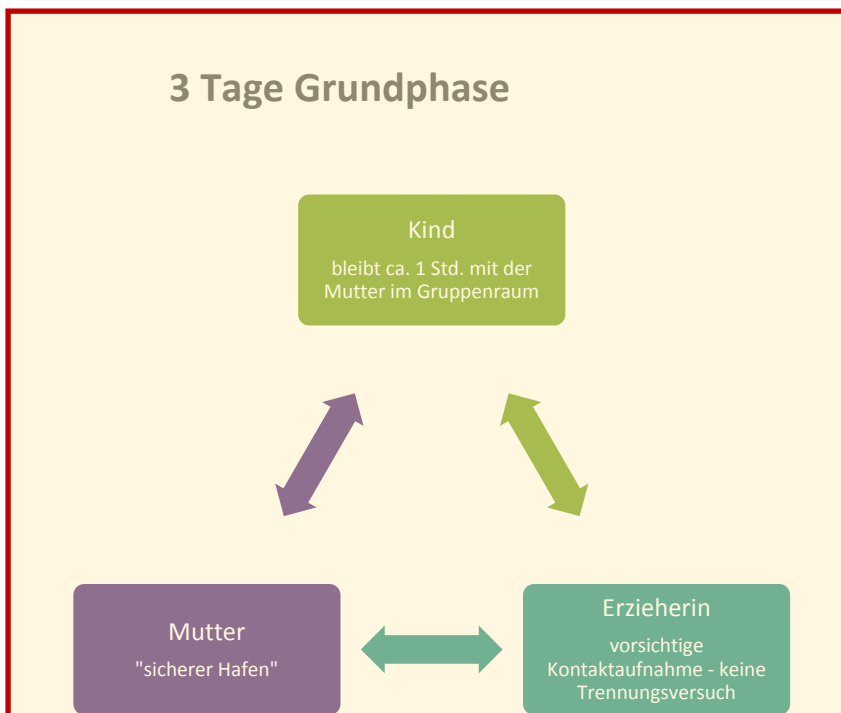 3 Tage Grundphase
Kind
bleibt ca. 1 Std. mit der
Mutter im Gruppenraum
Mutter
"sicherer Hafen"
Erzieherin
vorsichtige
Kontaktaufnahme - keine
Trennungsversuch